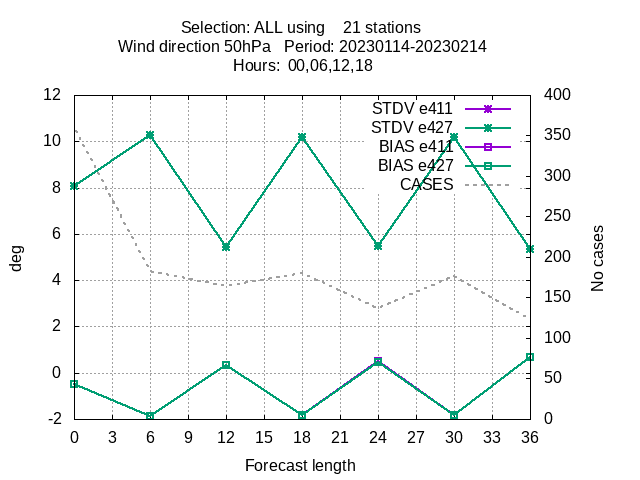 Selection: ALL using 21 stations
Wind direction 50hPa Period: 20230114-20230214
Hours: 00,06,12,18
12
10
8
6
4
2
0
-2
400
350
300
250
200
150
100
50
0
deg
No cases
STDV e411
STDV e427
BIAS e411
BIAS e427
CASES
0 3 6 9 12 15 18 21 24 27 30 33 36
Forecast length